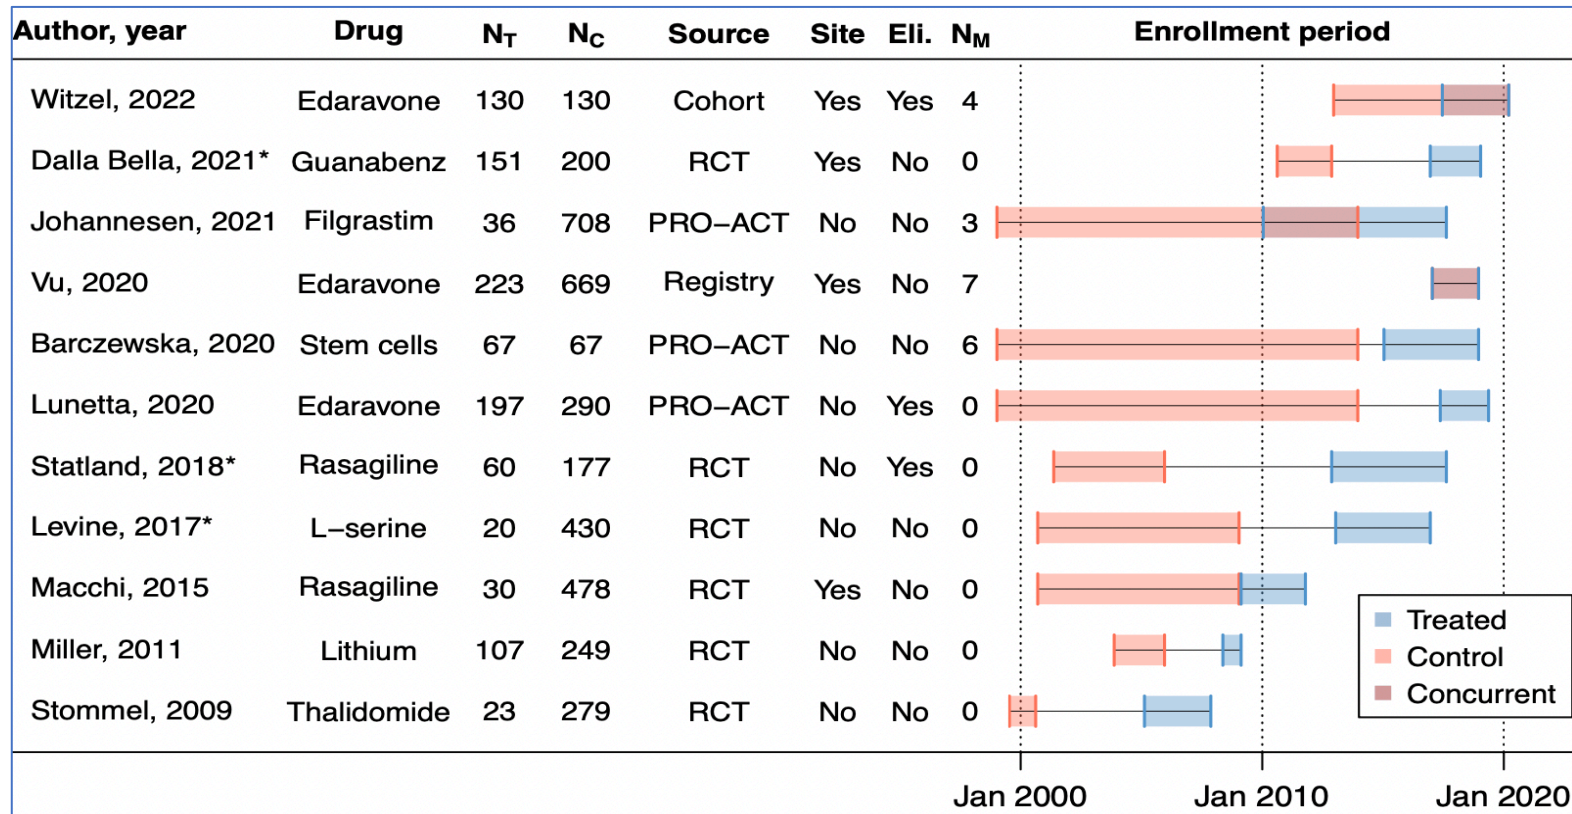 Author, year Drug NT NC Source Site Eli. NM Enrollment period
Witzel, 2022 Edaravone 130 130 Cohort Yes Yes 4
Dalla Bella, 2021* Guanabenz 151 200 RCT Yes No 0
Johannesen, 2021 Filgrastim 36 708 PRO−ACT No No 3
Vu, 2020 Edaravone 223 669 Registry Yes No 7
Barczewska, 2020 Stem cells 67 67 PRO−ACT No No 6
Lunetta, 2020 Edaravone 197 290 PRO−ACT No Yes 0
Statland, 2018* Rasagiline 60 177 RCT No Yes 0
Levine, 2017* L−serine 20 430 RCT No No 0
Macchi, 2015 Rasagiline 30 478 RCT Yes No 0
Miller, 2011 Lithium 107 249 RCT No No 0
Stommel, 2009 Thalidomide 23 279 RCT No No 0
Treated
Control
Concurrent
Jan 2000 Jan 2010 Jan 2020